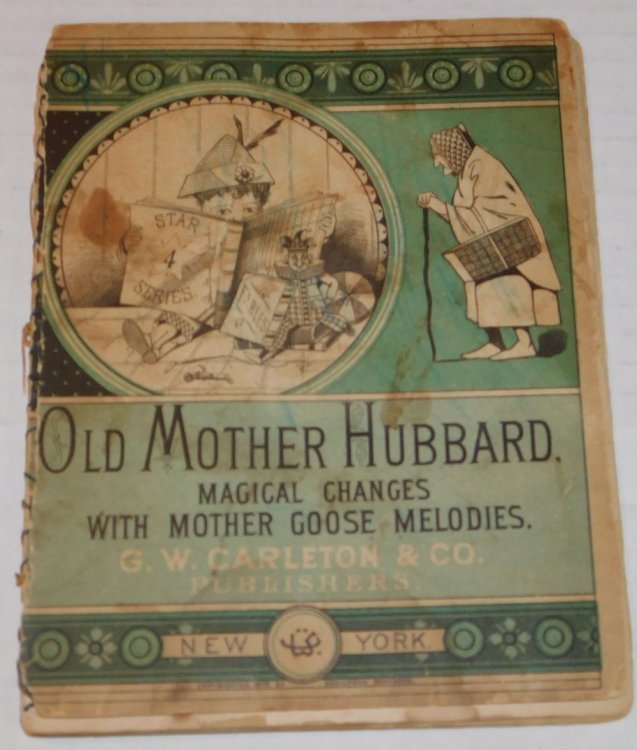 STAR
4
SERIES.
OLD MOTHER HUBBARD.
MAGICAL CHANGES
WITH MOTHER GOOSE MELODIES.
G. W. CARLETON & CO.
PUBLISHERS,
NEW YORK.